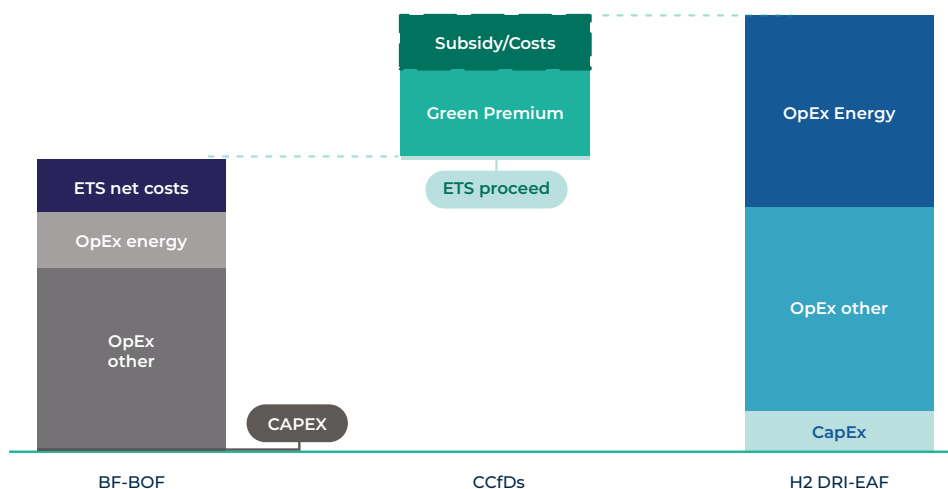 Subsidy/Costs
Green Premium
ETS proceed
ETS net costs
OpEx energy
OpEx
other
CAPEX
OpEx Energy
OpEx other
CapEx
BF-BOF
CCfDs
H2 DRI-EAF